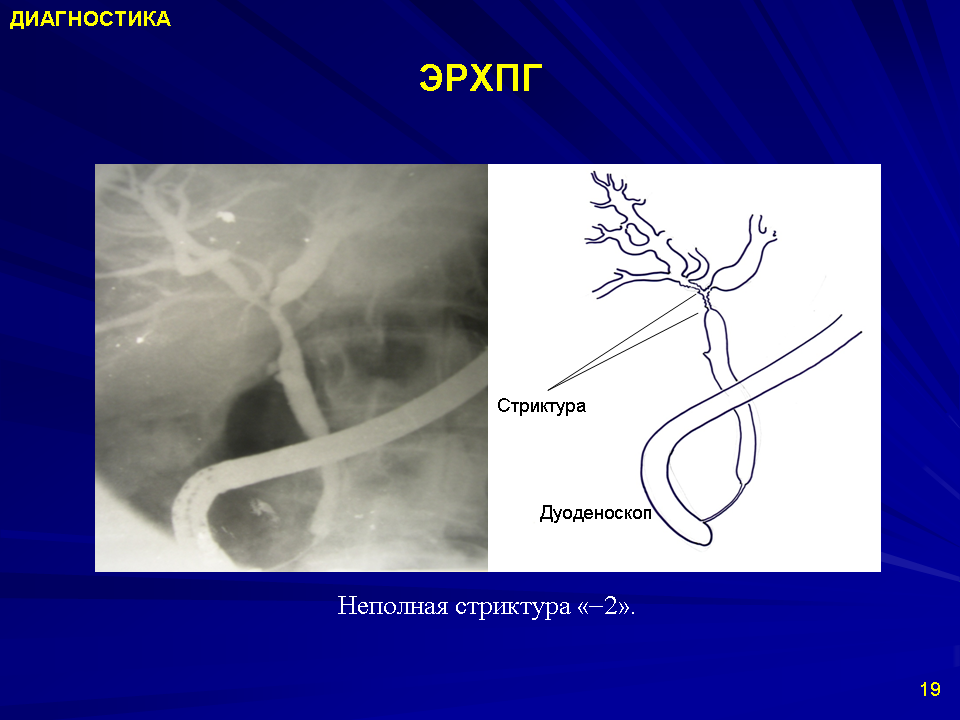 ДИАГНОСТИКА
ЭРХПГ
Стриктура
Дуоденоскоп
Неполная стриктура «−2».
19